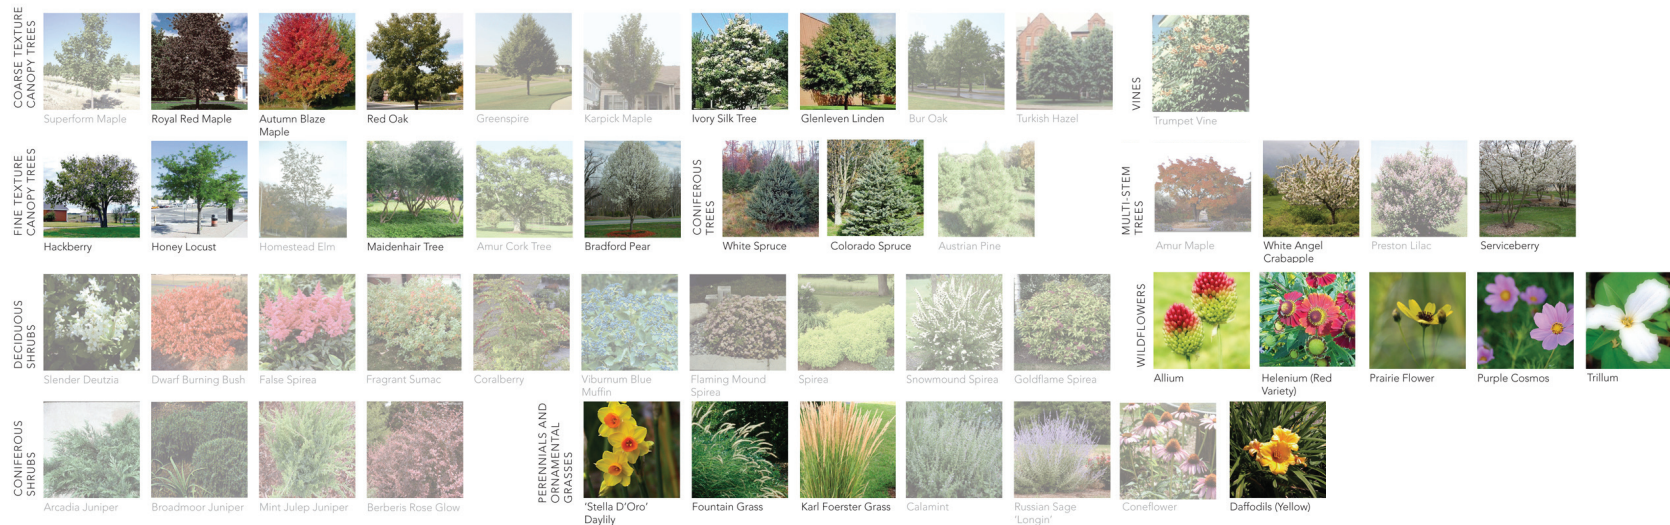 COARSE TEXTURE
CANOPY TREES
Superform Maple
Royal Red Maple
Autumn Blaze
Maple
Red Oak
Greenspire
Karpick Maple
Ivory Silk Tree
Glenleven Linden
Bur Oak
Turkish Hazel
VINES
Trumpet Vine
FINE TEXTURE
CANOPY TREES
Hackberry
Honey Locust
Homestead Elm
Maidenhair Tree
Amur Cork Tree
Bradford Pear
CONIFEROUS
TREES
White Spruce
Colorado Spruce
Austrian Pine
MULTI-STEM
TREES
Amur Maple
White Angel
Crabapple
Preston Lilac
Serviceberry
DECIDUOUS
SHRUBS
Slender Deutzia
Dwarf Burning Bush
False Spirea
Fragrant Sumac
Coralberry
Viburnum Blue
Muffin
Flaming Mound
Spirea
Spirea
Snowmound Spirea
Goldflame Spirea
WILDFLOWERS
Allium
Helenium (Red
Variety)
Prairie Flower
Purple Cosmos
Trillum
CONIFEROUS
SHRUBS
Arcadia Juniper
Broadmoor Juniper
Mint Julep Juniper
Berberis Rose Glow
PERENNIALS AND
ORNAMENTAL
GRASSES
'Stella D'Oro'
Daylily
Fountain Grass
Karl Foerster Grass
Calamint
Russian Sage
'Longin'
Coneflower
Daffodils (Yellow)